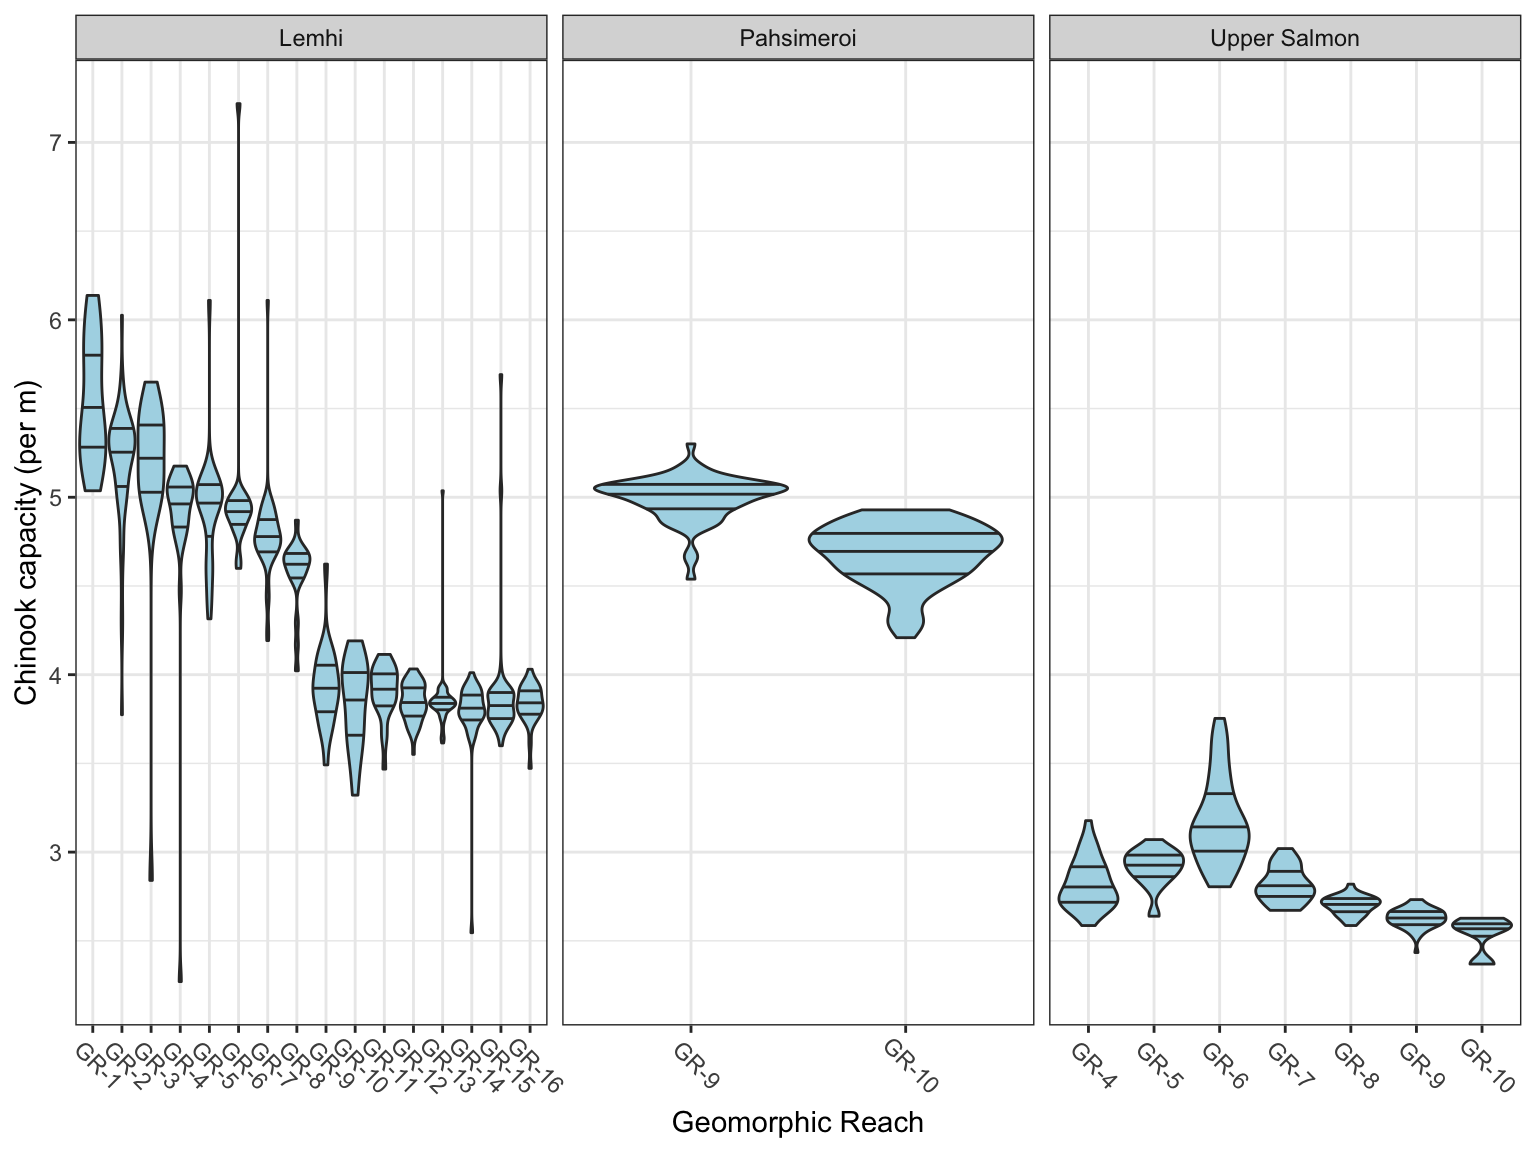 Lemhi
Pahsimeroi
Upper Salmon
Chinook capacity (per m)
7
6
5
4
3
GR-1
GR-2
GR-3
GR-4
GR-5
GR-6
GR-7
GR-8
GR-9
GR-10
GR-11
GR-12
GR-13
GR-14
GR-15
GR-16
GR-9
GR-10
GR-4
GR-5
GR-6
GR-7
GR-8
GR-9
GR-10
Geomorphic Reach